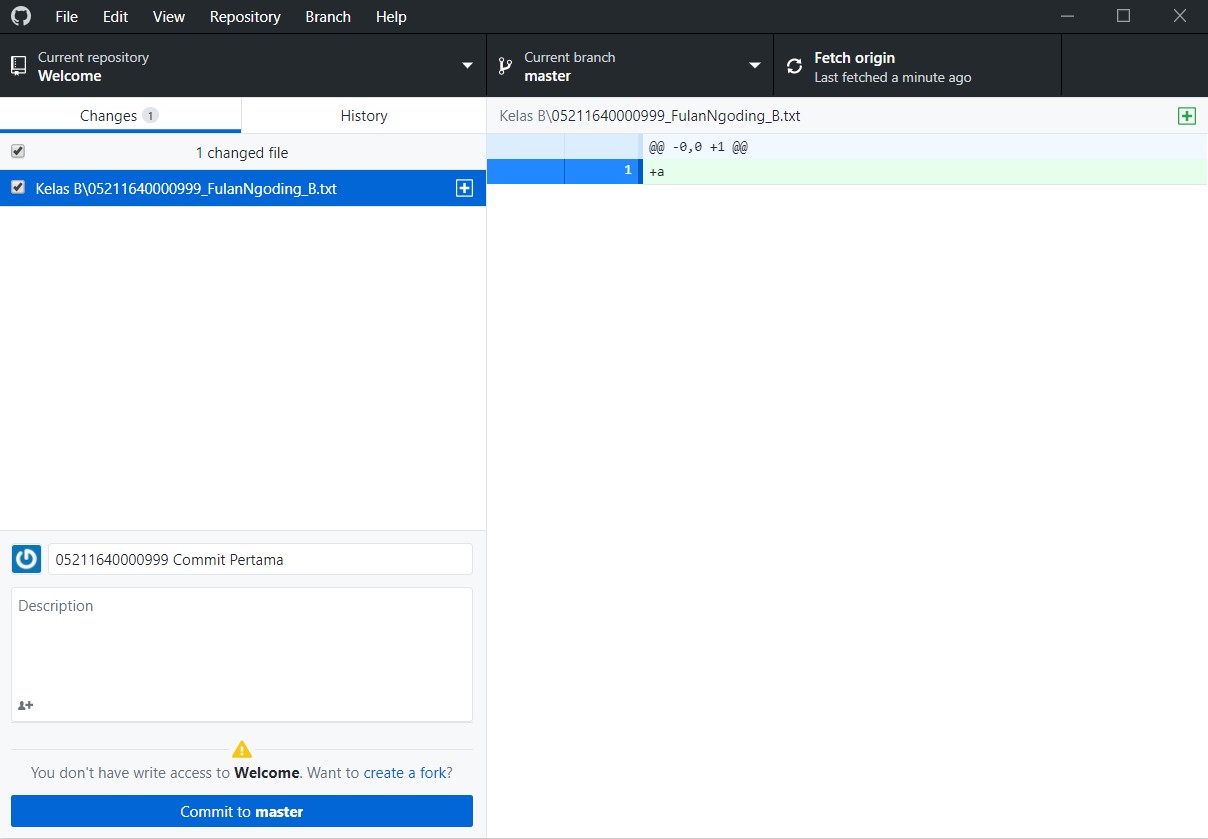 File Edit View Repository Branch Help
Current repository
Welcome
Current branch
master
Fetch origin
Last fetched a minute ago
Changes 1
History
1 changed file
Kelas B\05211640000999_FulanNgoding_B.txt
Kelas B\05211640000999_FulanNgoding_B.txt
@@ -0,0 +1 @@
1 +a
05211640000999 Commit Pertama
Description
You don't have write access to Welcome. Want to create a fork?
Commit to master